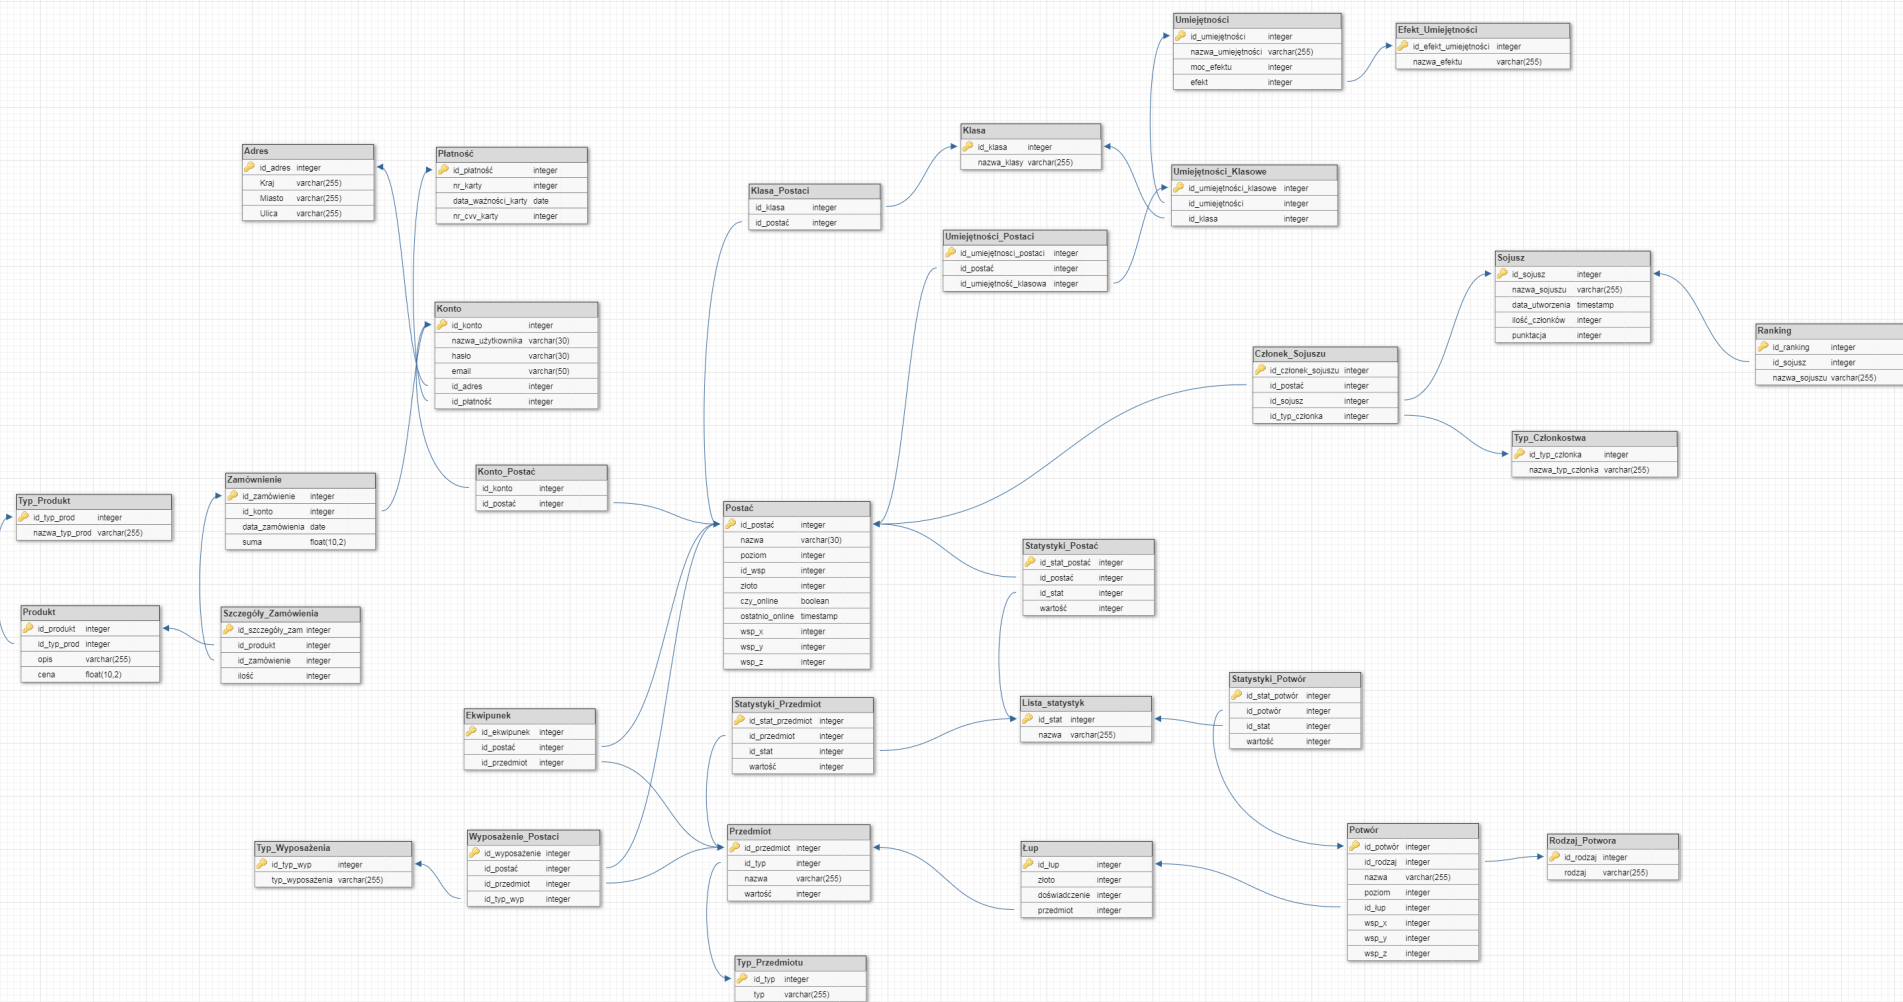 Umiejętności
id_umiejętności integer
nazwa_umiejętności varchar(255)
moc_efektu integer
efekt integer
Efekt_Umiejętności
id_efekt_umiejętności integer
nazwa_efektu varchar(255)
Klasa
id_klasa integer
nazwa_klasy varchar(255)
Adres
id_adres integer
Kraj varchar(255)
Miasto varchar(255)
Ulica varchar(255)
Płatność
id_płatność integer
nr_karty integer
data_ważności_karty date
nr_cvv_karty integer
Klasa_Postaci
id_klasa integer
id_postać integer
Umiejętności_Klasowe
id_umiejętności_klasowe integer
id_umiejętności integer
id_klasa integer
Umiejętności_Postaci
id_umiejętnosci_postaci integer
id_postać integer
id_umiejętność_klasowa integer
Sojusz
id_sojusz integer
nazwa_sojuszu varchar(255)
data_utworzenia timestamp
ilość_członków integer
punktacja integer
Ranking
id_ranking integer
id_sojusz integer
nazwa_sojuszu varchar(255)
Konto
id_konto integer
nazwa_użytkownika varchar(30)
hasło varchar(30)
email varchar(50)
id_adres integer
id_płatność integer
Członek_Sojuszu
id_członek_sojuszu integer
id_postać integer
id_sojusz integer
id_typ_członka integer
Typ_Członkostwa
id_typ_członka integer
nazwa_typ_członka varchar(255)
Konto_Postać
id_konto integer
id_postać integer
Zamównienie
id_zamówienie integer
id_konto integer
data_zamówienia date
suma float(10,2)
Typ_Produkt
id_typ_prod integer
nazwa_typ_prod varchar(255)
Postać
id_postać integer
nazwa varchar(30)
poziom integer
id_wsp integer
złoto integer
czy_online boolean
ostatnio_online timestamp
wsp_x integer
wsp_y integer
wsp_z integer
Statystyki_Postać
id_stat_postać integer
id_postać integer
id_stat integer
wartość integer
Produkt
id_produkt integer
id_typ_prod integer
opis varchar(255)
cena float(10,2)
Szczegóły_Zamówienia
id_szczegóły_zam integer
id_produkt integer
id_zamówienie integer
ilość integer
Statystyki_Potwór
id_stat_potwór integer
id_potwór integer
id_stat integer
wartość integer
Ekwipunek
id_ekwipunek integer
id_postać integer
id_przedmiot integer
Statystyki_Przedmiot
id_stat_przedmiot integer
id_przedmiot integer
id_stat integer
wartość integer
Lista_statystyk
id_stat integer
nazwa varchar(255)
Typ_Wyposażenia
id_typ_wyp integer
typ_wyposażenia varchar(255)
Wyposażenie_Postaci
id_wyposażenie integer
id_postać integer
id_przedmiot integer
id_typ_wyp integer
Przedmiot
id_przedmiot integer
id_typ integer
nazwa varchar(255)
wartość integer
Łup
id_łup integer
złoto integer
doświadczenie integer
przedmiot integer
Potwór
id_potwór integer
id_rodzaj integer
nazwa varchar(255)
poziom integer
id_łup integer
wsp_x integer
wsp_y integer
wsp_z integer
Rodzaj_Potwora
id_rodzaj integer
rodzaj varchar(255)
Typ_Przedmiotu
id_typ integer
typ varchar(255)